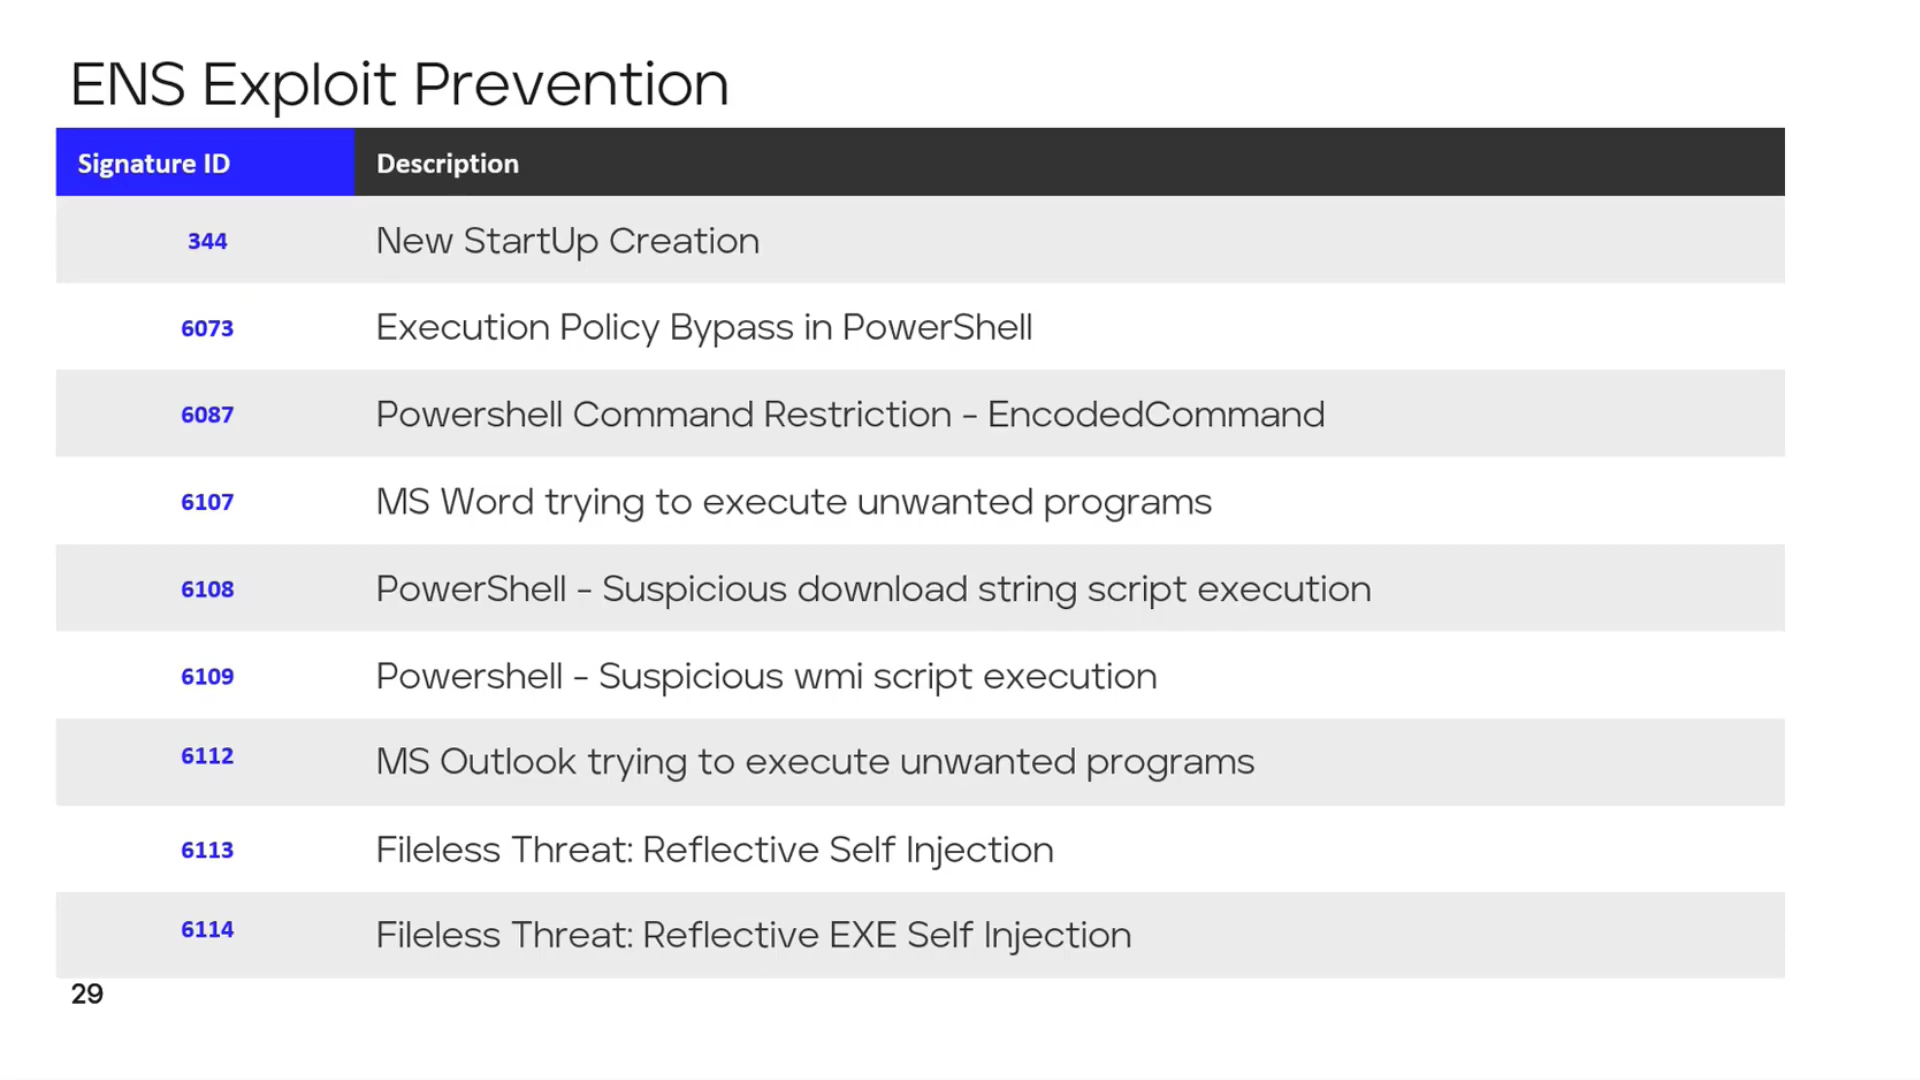 ENS Exploit Prevention
Signature ID Description
344 New StartUp Creation
6073 Execution Policy Bypass in PowerShell
6087 Powershell Command Restriction - EncodedCommand
6107 MS Word trying to execute unwanted programs
6108 PowerShell - Suspicious download string script execution
6109 Powershell - Suspicious wmi script execution
6112 MS Outlook trying to execute unwanted programs
6113 Fileless Threat: Reflective Self Injection
6114 Fileless Threat: Reflective EXE Self Injection
29